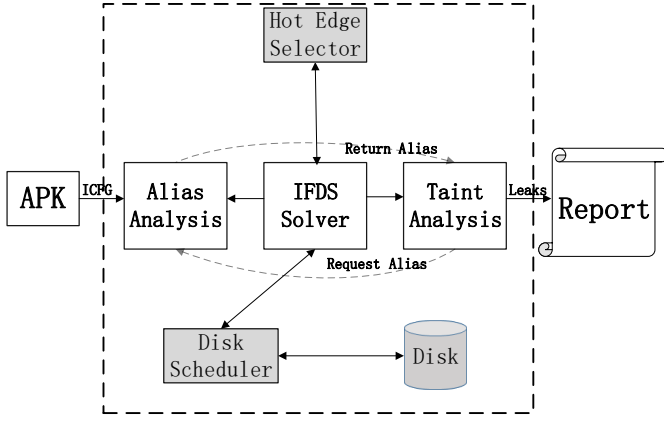 Hot Edge
Selector
Return Alias
APK
ICFG
Alias
Analysis
IFDS
Solver
Taint
Analysis
Leaks
Report
Request Alias
Disk
Scheduler
Disk